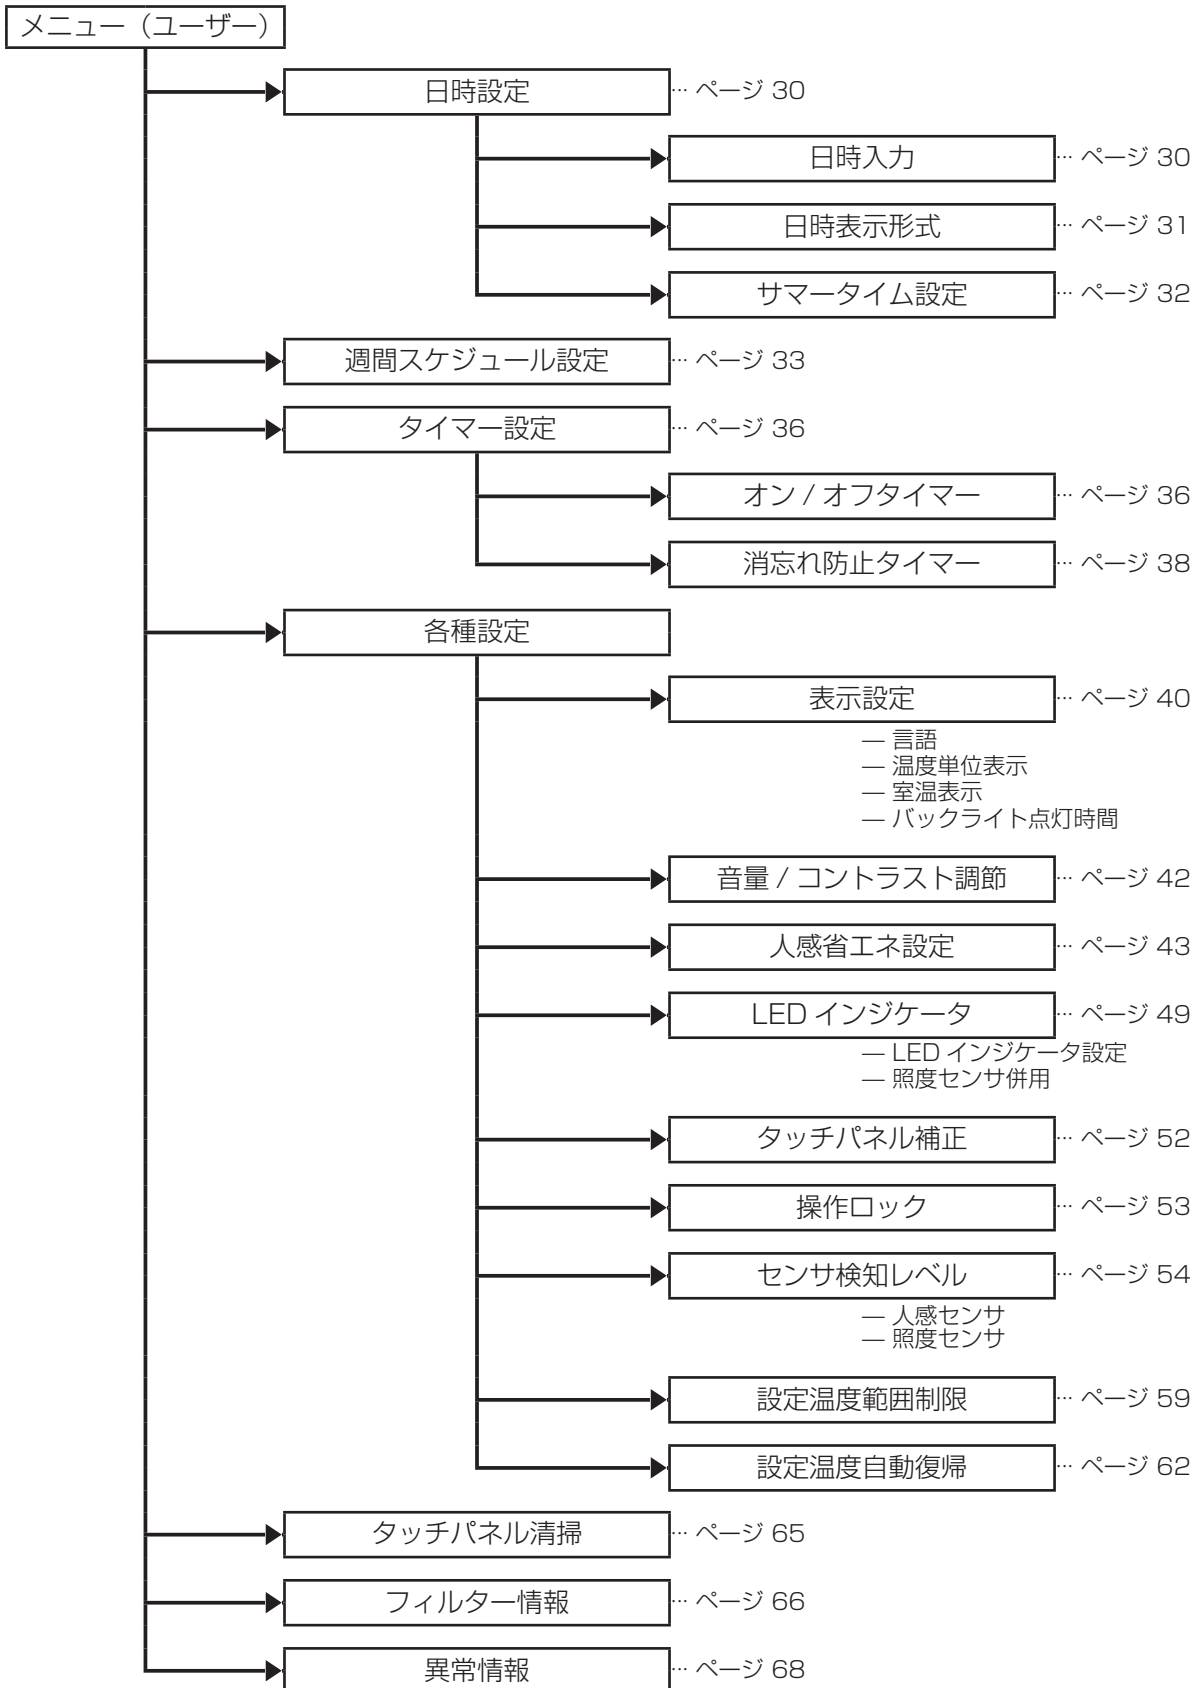 メニュー（ユーザー）
日時設定 … ページ 30
日時入力 … ページ 30
日時表示形式 … ページ 31
サマータイム設定 … ページ 32
週間スケジュール設定 … ページ 33
タイマー設定 … ページ 36
オン / オフタイマー … ページ 36
消忘れ防止タイマー … ページ 38
各種設定
表示設定 … ページ 40
― 言語
― 温度単位表示
― 室温表示
― バックライト点灯時間
音量 / コントラスト調節 … ページ 42
人感省エネ設定 … ページ 43
LED インジケータ … ページ 49
― LED インジケータ設定
― 照度センサ併用
タッチパネル補正 … ページ 52
操作ロック … ページ 53
センサ検知レベル … ページ 54
― 人感センサ
― 照度センサ
設定温度範囲制限 … ページ 59
設定温度自動復帰 … ページ 62
タッチパネル清掃 … ページ 65
フィルター情報 … ページ 66
異常情報 … ページ 68